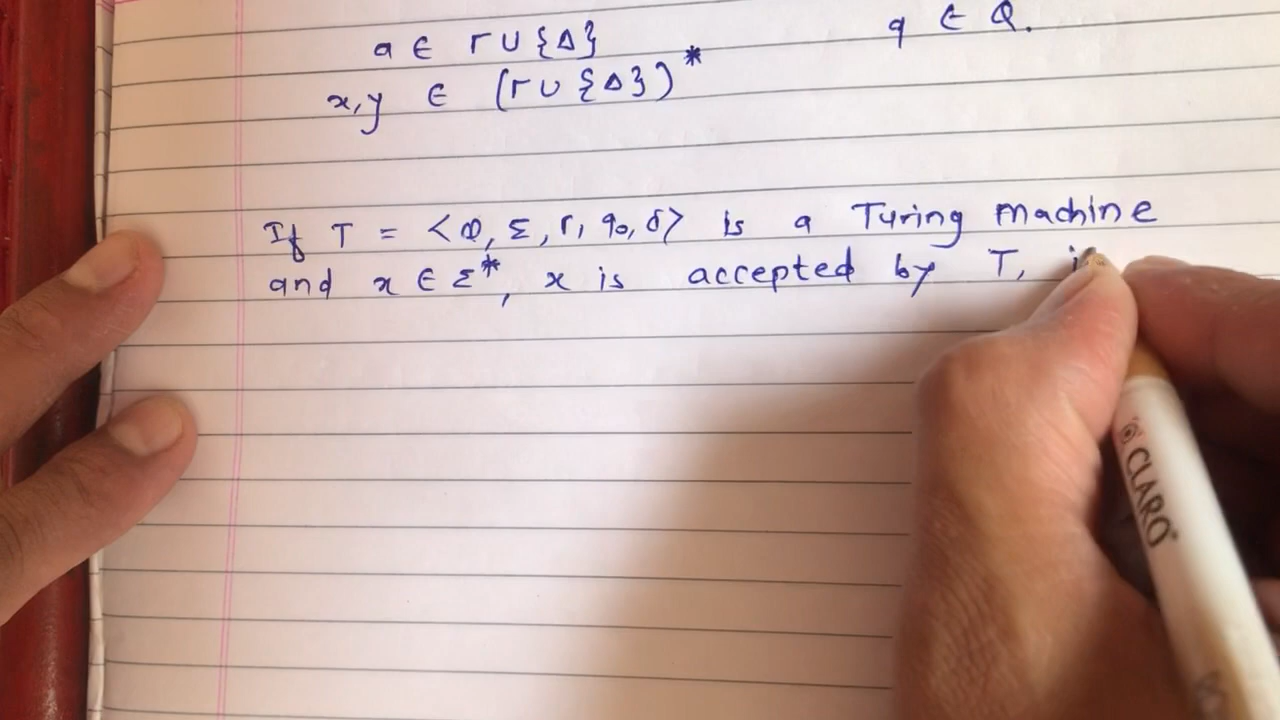 a ∈ Γ ∪ {Δ} q ∈ Q.
x, y ∈ (Γ ∪ {Δ})*
If T = <Q, Σ, Γ, q₀, δ> is a Turing machine
and x ∈ Σ*, x is accepted by T, i
CLARO